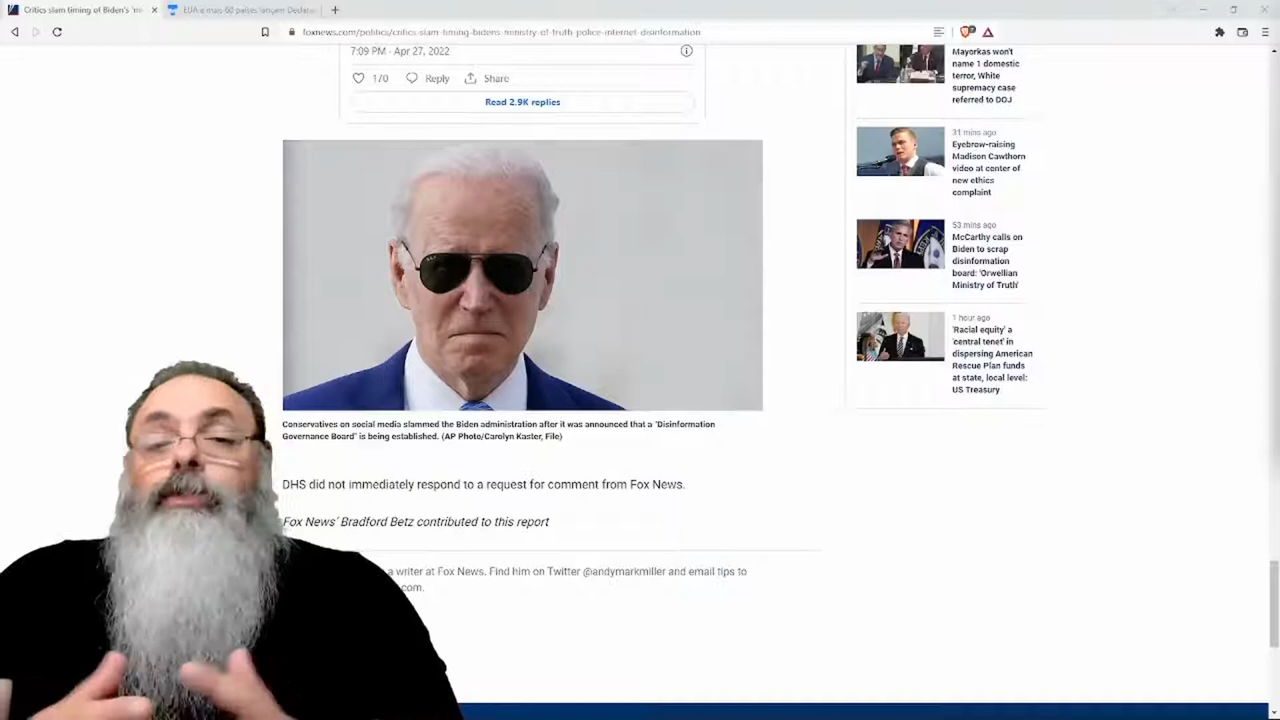 Critics slam timing of Biden's 'mi
EUA e mais 60 países lançam Declara
foxnews.com/politics/critics-slam-timing-bidens-ministry-of-truth-police-internet-disinformation
7:09 PM · Apr 27, 2022
170 Reply Share
Read 2.9K replies
Conservatives on social media slammed the Biden administration after it was announced that a "Disinformation
Governance Board" is being established. (AP Photo/Carolyn Kaster, File)
DHS did not immediately respond to a request for comment from Fox News.
Fox News' Bradford Betz contributed to this report
a writer at Fox News. Find him on Twitter @andymarkmiller and email tips to
com.
Mayorkas won't
name 1 domestic
terror, White
supremacy case
referred to DOJ
31 mins ago
Eyebrow-raising
Madison Cawthorn
video at center of
new ethics
complaint
53 mins ago
McCarthy calls on
Biden to scrap
disinformation
board: 'Orwellian
Ministry of Truth'
1 hour ago
'Racial equity' a
'central tenet' in
dispersing American
Rescue Plan funds
at state, local level:
US Treasury